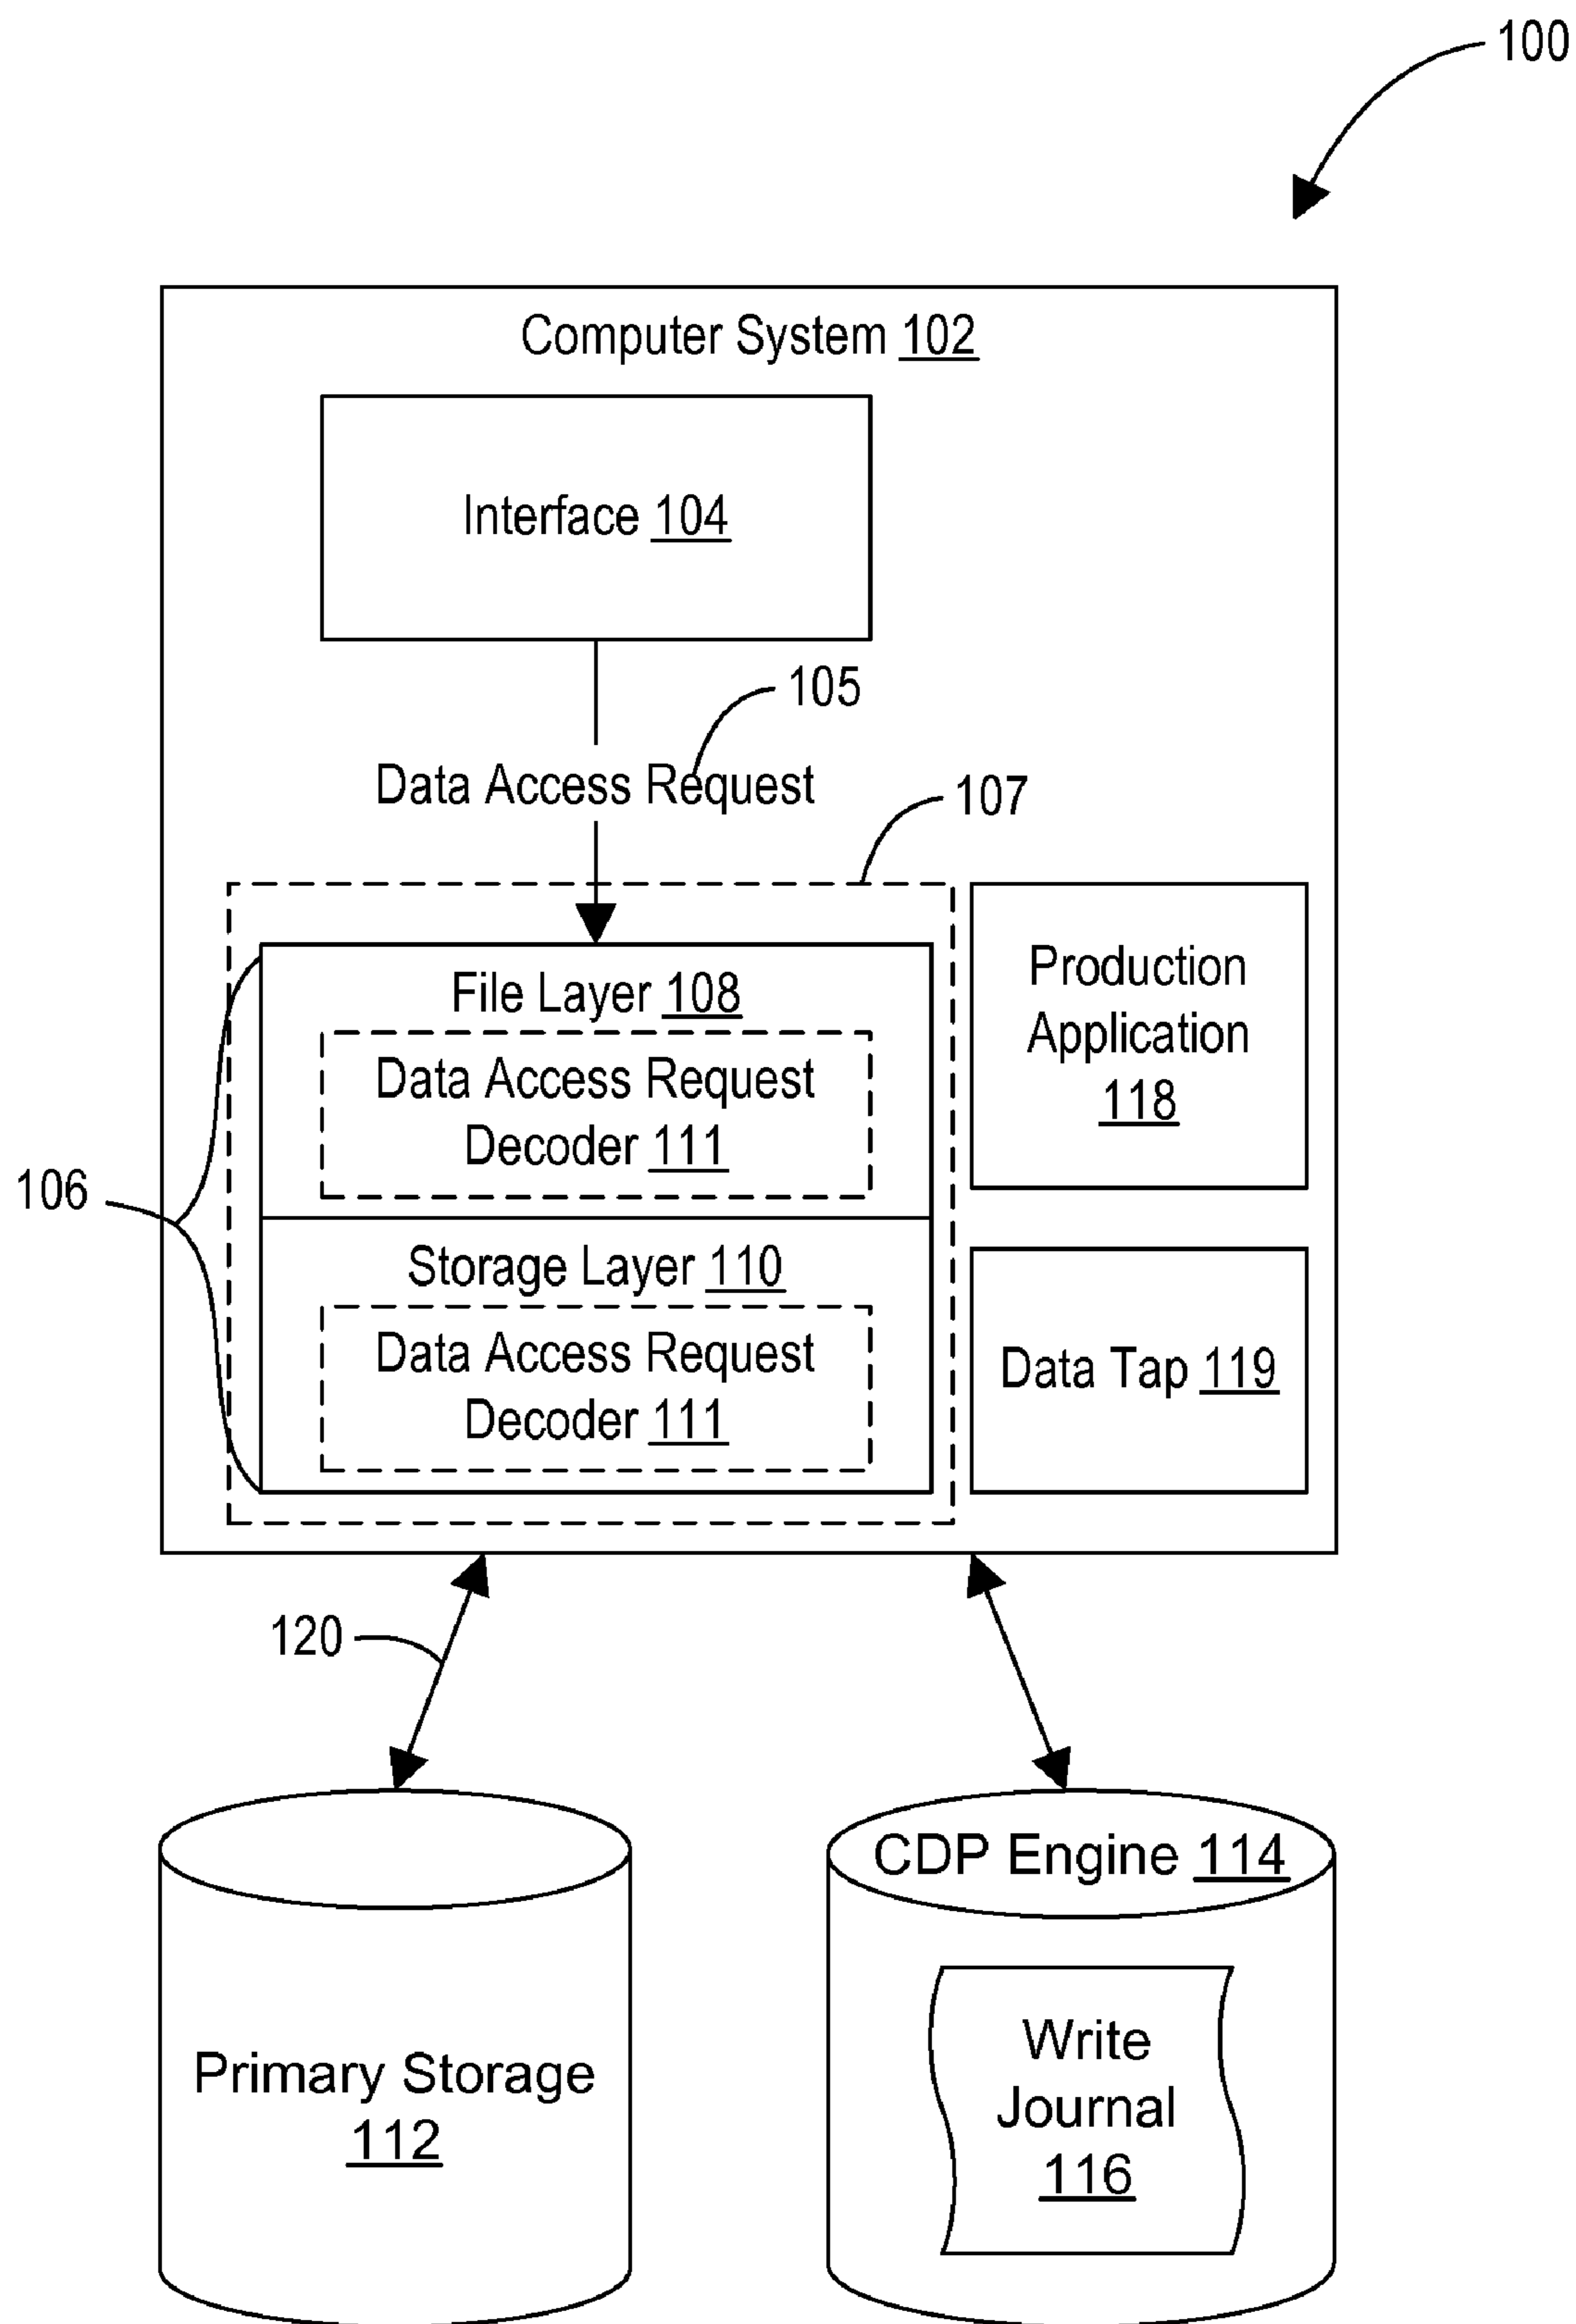 100
Computer System 102
Interface 104
105
Data Access Request
107
File Layer 108
Data Access Request
Decoder 111
Production
Application
118
106
Storage Layer 110
Data Access Request
Decoder 111
Data Tap 119
120
CDP Engine 114
Primary Storage
112
Write
Journal
116